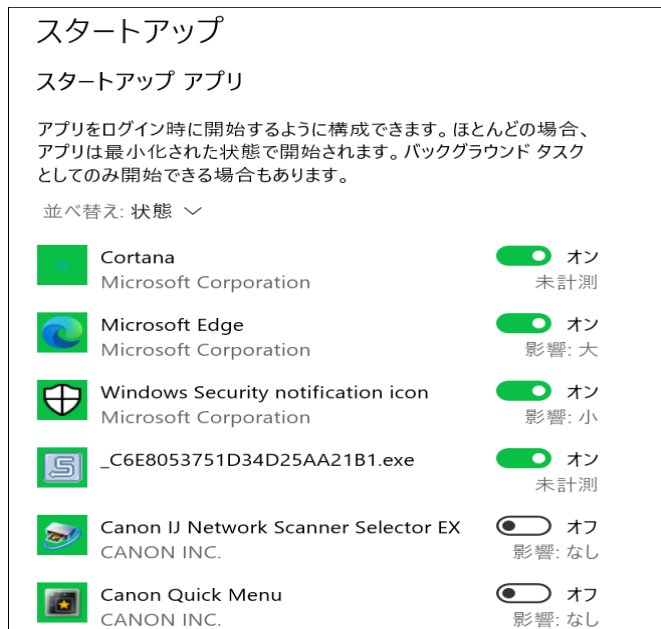 スタートアップ
スタートアップ アプリ
アプリをログイン時に開始するように構成できます。ほとんどの場合、
アプリは最小化された状態で開始されます。バックグラウンド タスク
としてのみ開始できる場合もあります。
並べ替え: 状態
Cortana オン
Microsoft Corporation 未計測
Microsoft Edge オン
Microsoft Corporation 影響: 大
Windows Security notification icon オン
Microsoft Corporation 影響: 小
_C6E8053751D34D25AA21B1.exe オン
未計測
Canon IJ Network Scanner Selector EX オフ
CANON INC. 影響: なし
Canon Quick Menu オフ
CANON INC. 影響: なし